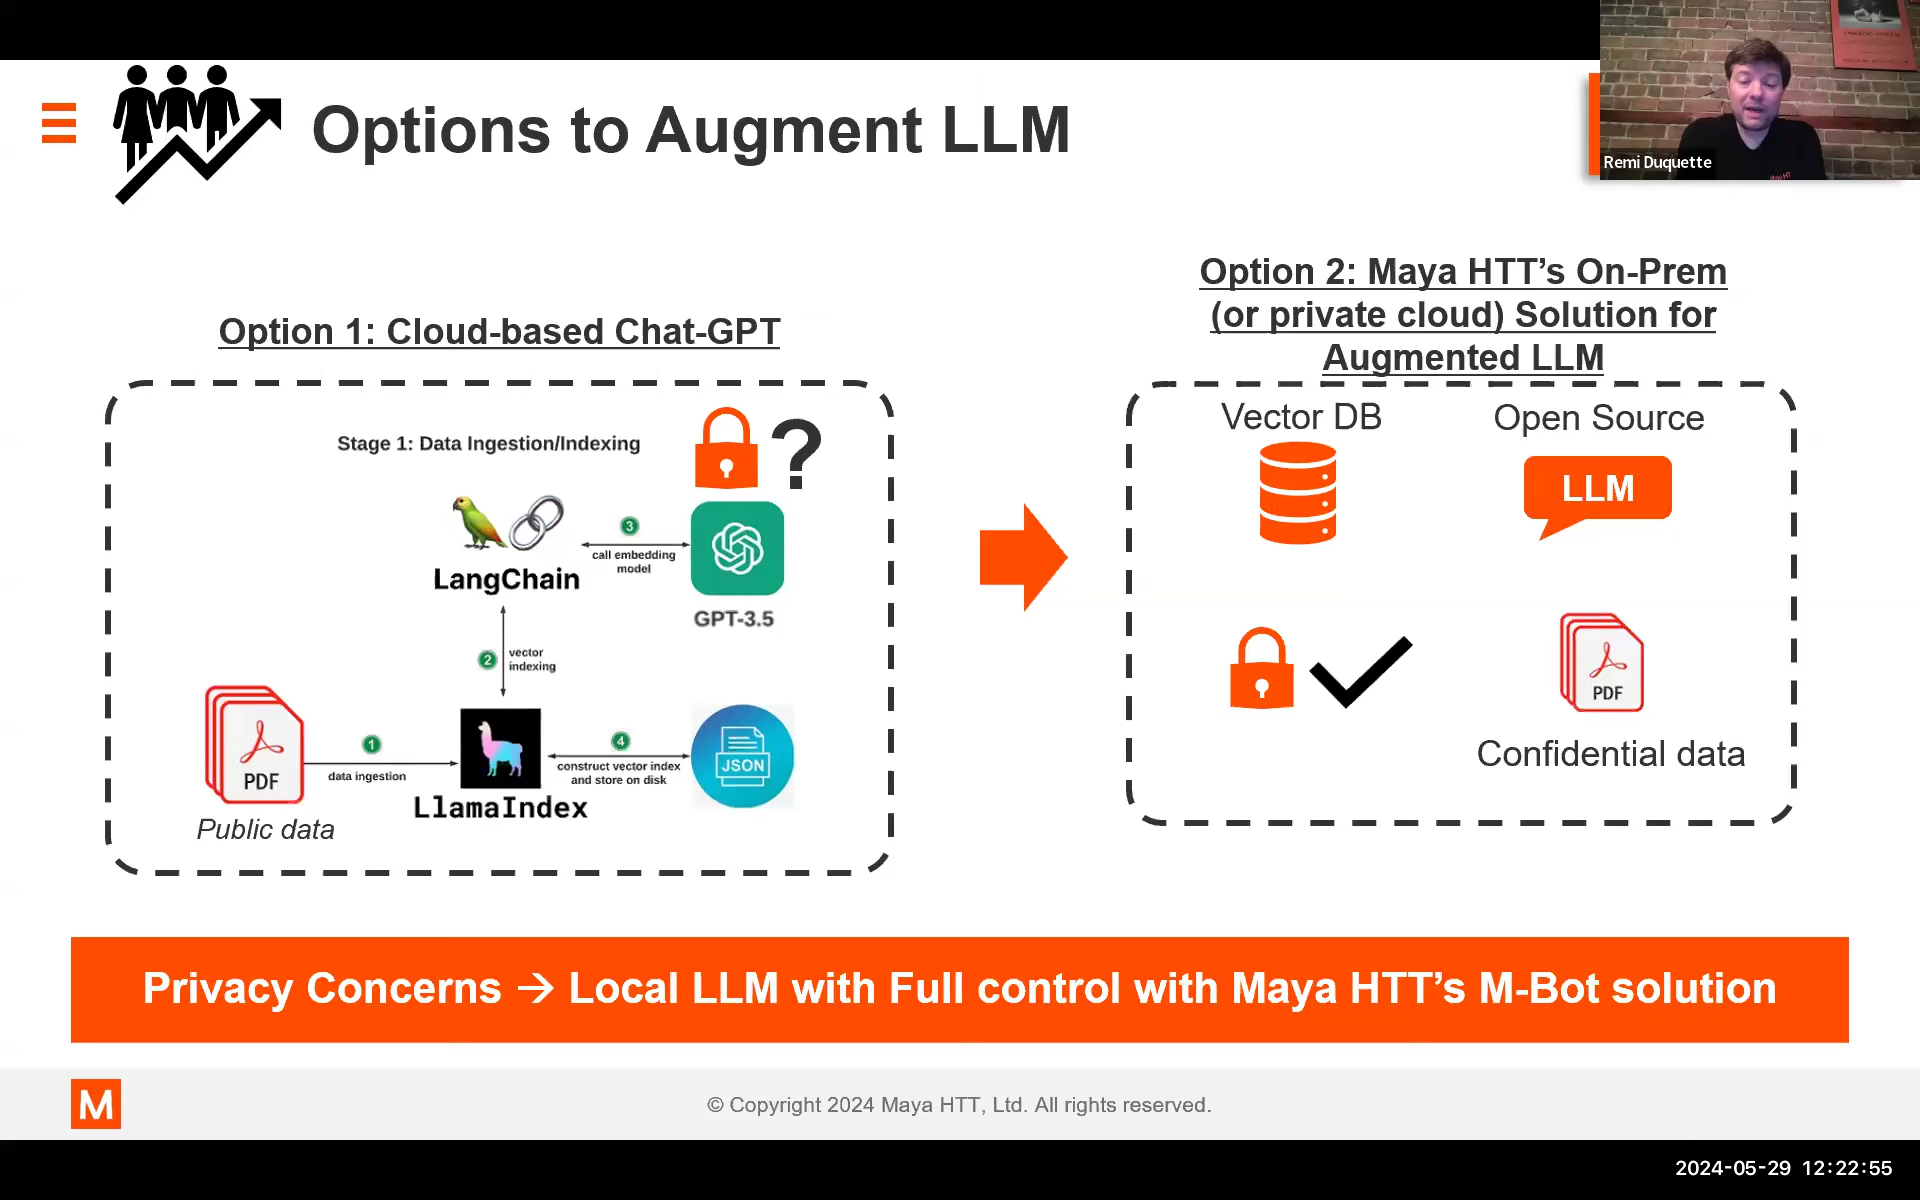 Options to Augment LLM
Remi Duquette
Option 1: Cloud-based Chat-GPT
Stage 1: Data Ingestion/Indexing
?
LangChain
3
call embedding
model
GPT-3.5
2
vector
indexing
PDF
Public data
1
data ingestion
LlamaIndex
4
construct vector index
and store on disk
JSON
Option 2: Maya HTT’s On-Prem
(or private cloud) Solution for
Augmented LLM
Vector DB
Open Source
LLM
PDF
Confidential data
Privacy Concerns → Local LLM with Full control with Maya HTT’s M-Bot solution
M
© Copyright 2024 Maya HTT, Ltd. All rights reserved.
2024-05-29 12:22:55